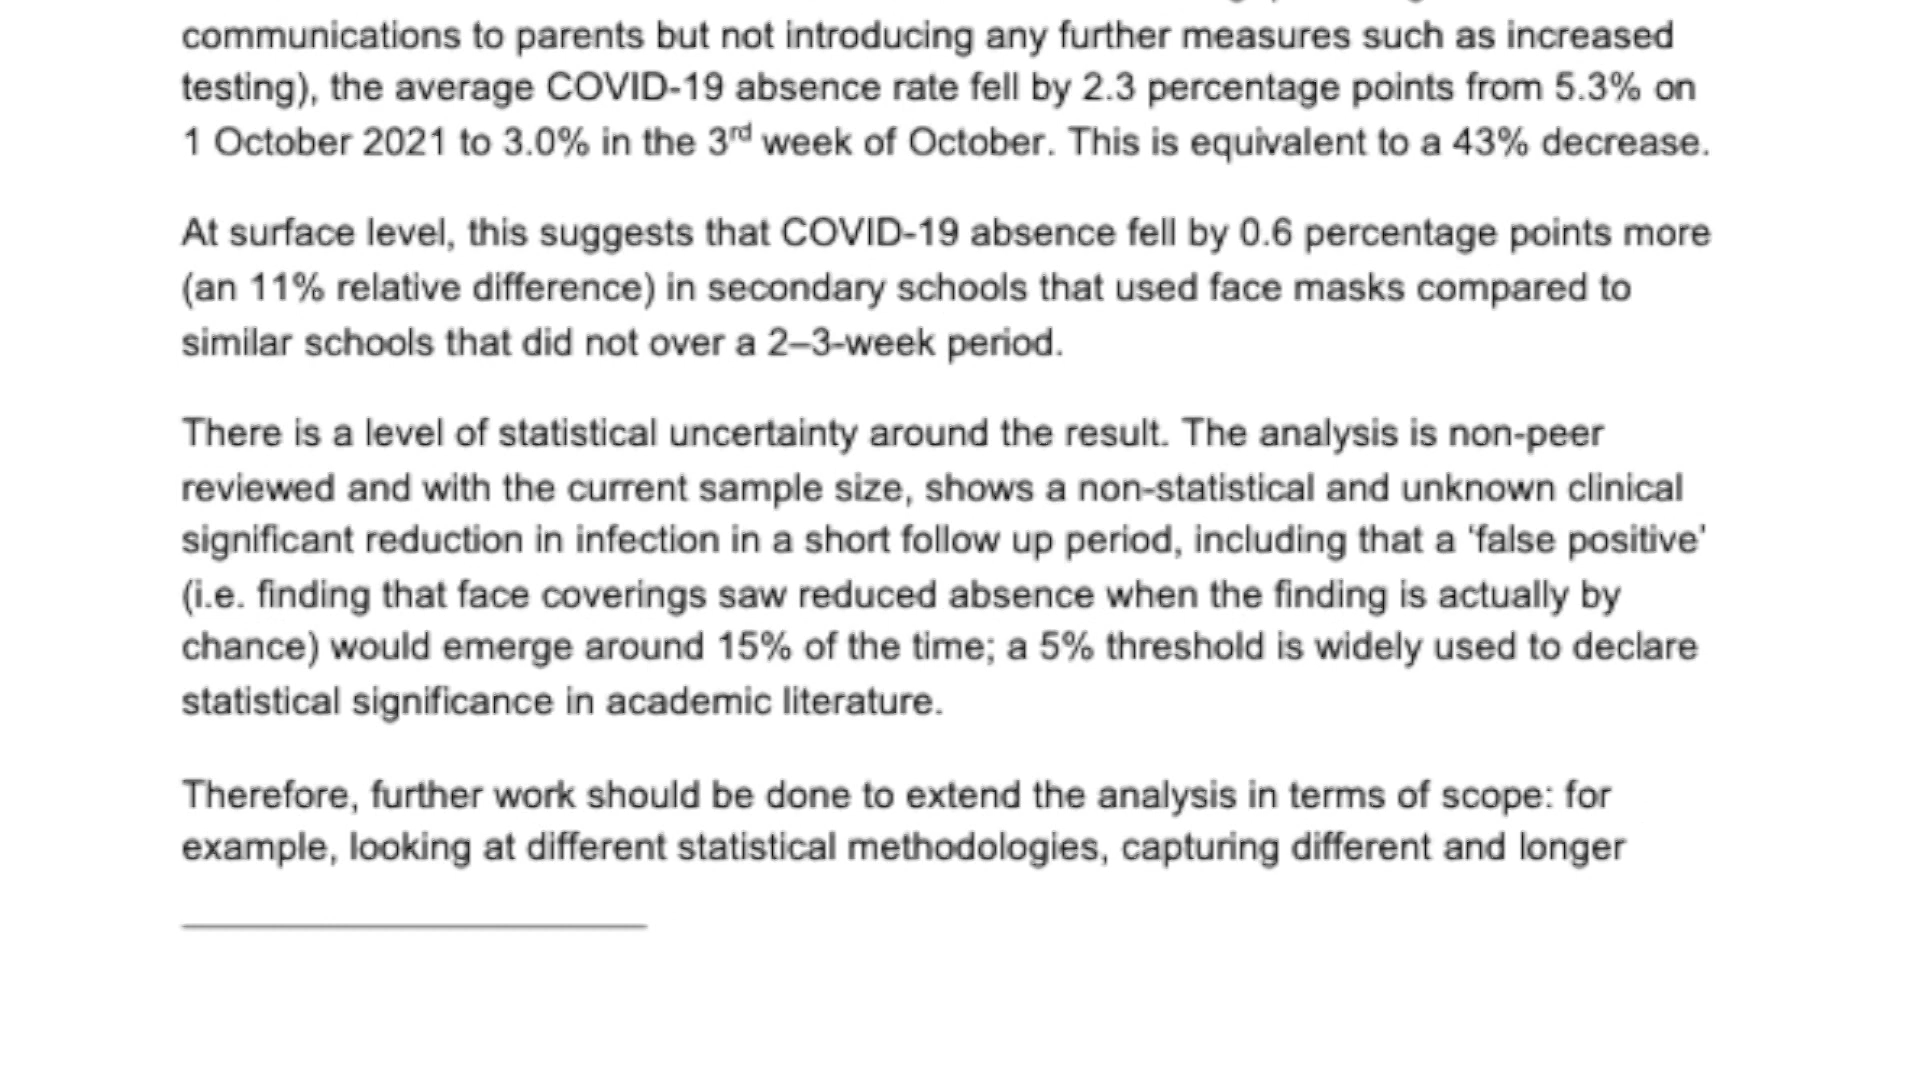 communications to parents but not introducing any further measures such as increased
testing), the average COVID-19 absence rate fell by 2.3 percentage points from 5.3% on
1 October 2021 to 3.0% in the 3rd week of October. This is equivalent to a 43% decrease.
At surface level, this suggests that COVID-19 absence fell by 0.6 percentage points more
(an 11% relative difference) in secondary schools that used face masks compared to
similar schools that did not over a 2–3-week period.
There is a level of statistical uncertainty around the result. The analysis is non-peer
reviewed and with the current sample size, shows a non-statistical and unknown clinical
significant reduction in infection in a short follow up period, including that a ‘false positive’
(i.e. finding that face coverings saw reduced absence when the finding is actually by
chance) would emerge around 15% of the time; a 5% threshold is widely used to declare
statistical significance in academic literature.
Therefore, further work should be done to extend the analysis in terms of scope: for
example, looking at different statistical methodologies, capturing different and longer